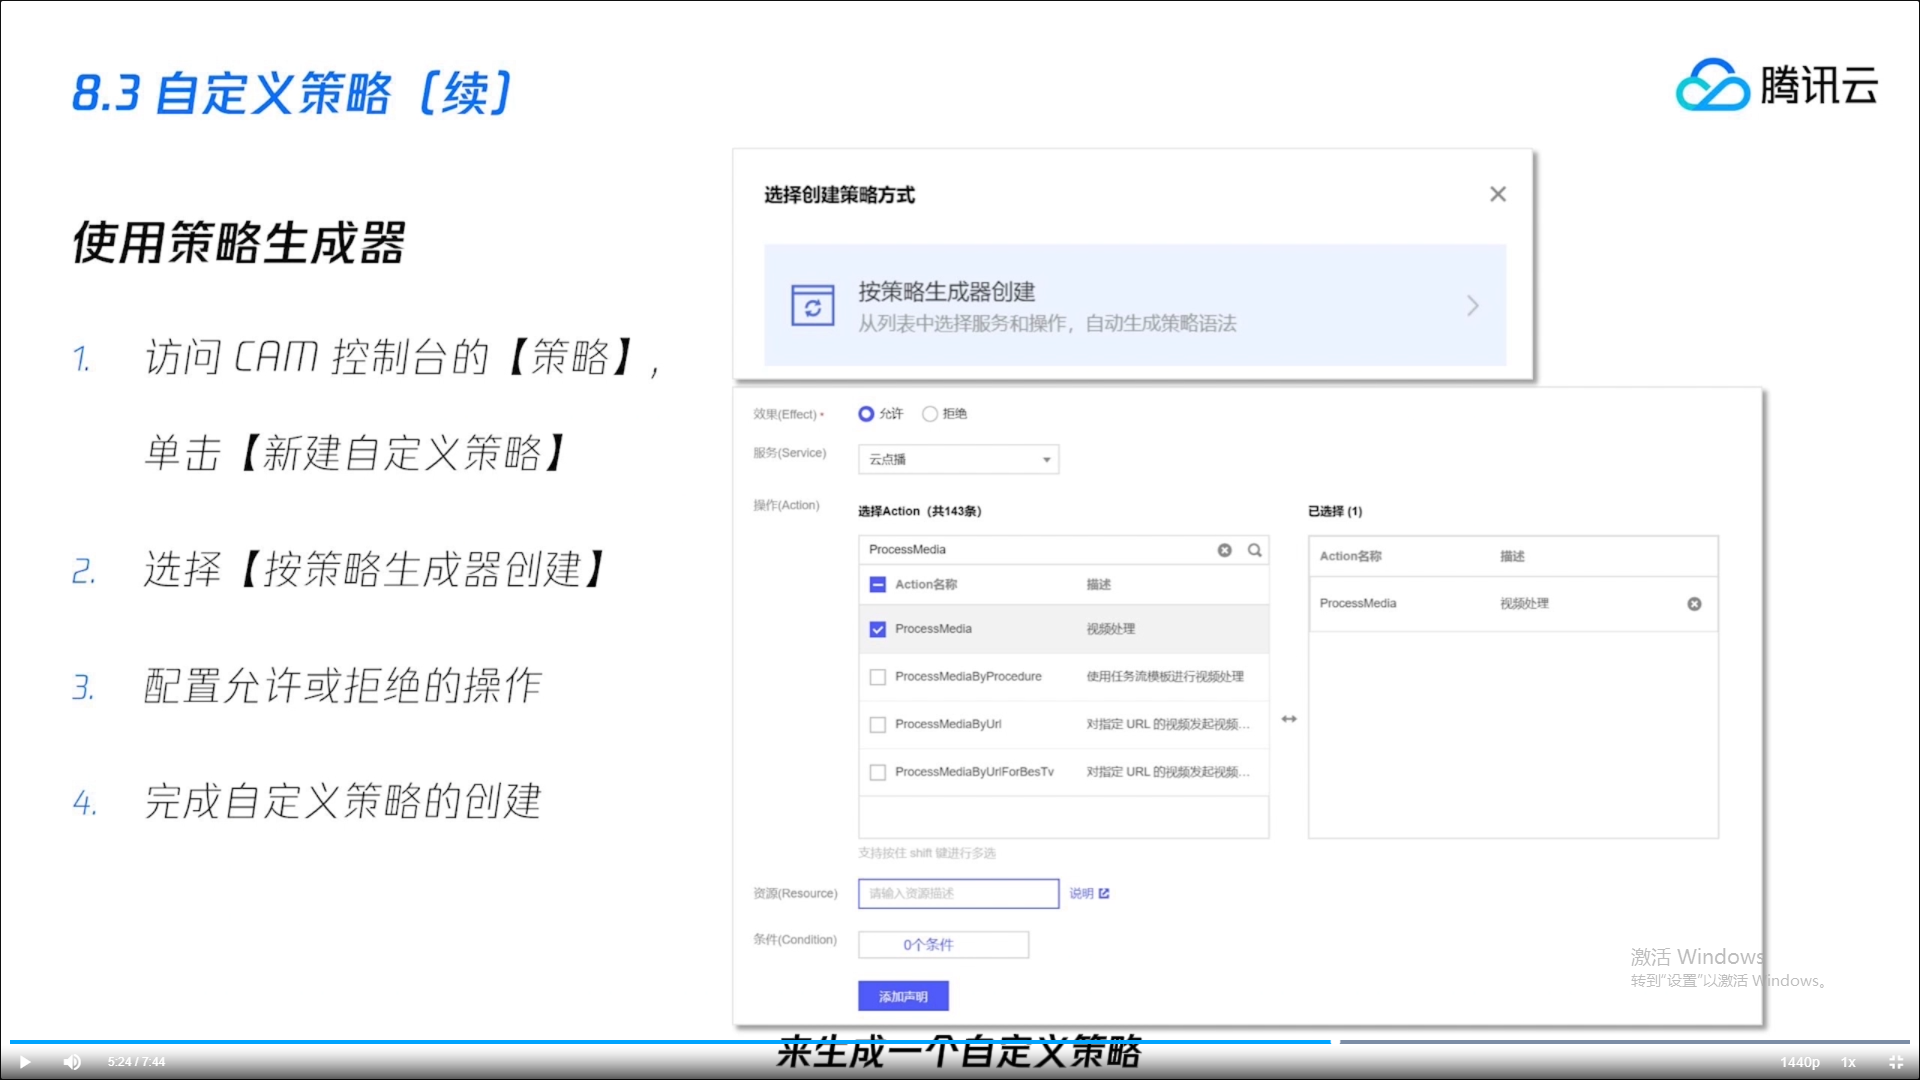 8.3 自定义策略（续）
腾讯云
使用策略生成器
1. 访问 CAM 控制台的【策略】，
单击【新建自定义策略】
2. 选择【按策略生成器创建】
3. 配置允许或拒绝的操作
4. 完成自定义策略的创建
选择创建策略方式
按策略生成器创建
从列表中选择服务和操作，自动生成策略语法
效果(Effect) * 允许 拒绝
服务(Service) 云点播
操作(Action) 选择Action（共143条） 已选择 (1)
ProcessMedia
Action名称 描述
ProcessMedia 视频处理
ProcessMediaByProcedure 使用任务流模板进行视频处理
ProcessMediaByUrl 对指定 URL 的视频发起视频...
ProcessMediaByUrlForBesTv 对指定 URL 的视频发起视频...
Action名称 描述
ProcessMedia 视频处理
支持按住 shift 键进行多选
资源(Resource) 请输入资源描述 说明
条件(Condition) 0个条件
添加声明
激活 Windows
转到“设置”以激活 Windows。
来生成一个自定义策略
5:24 / 7:44 1440p 1x